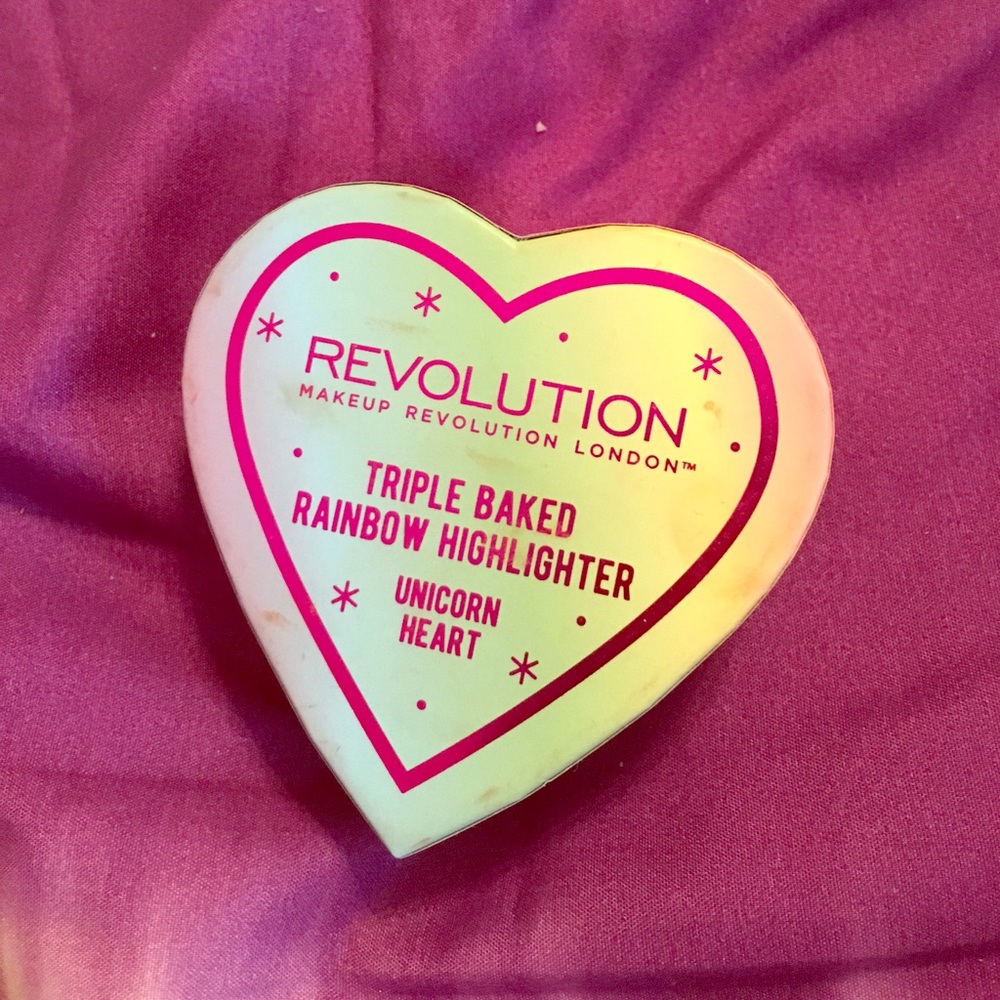 REVOLUTION
MAKEUP REVOLUTION LONDON™
TRIPLE BAKED
RAINBOW HIGHLIGHTER
UNICORN
HEART